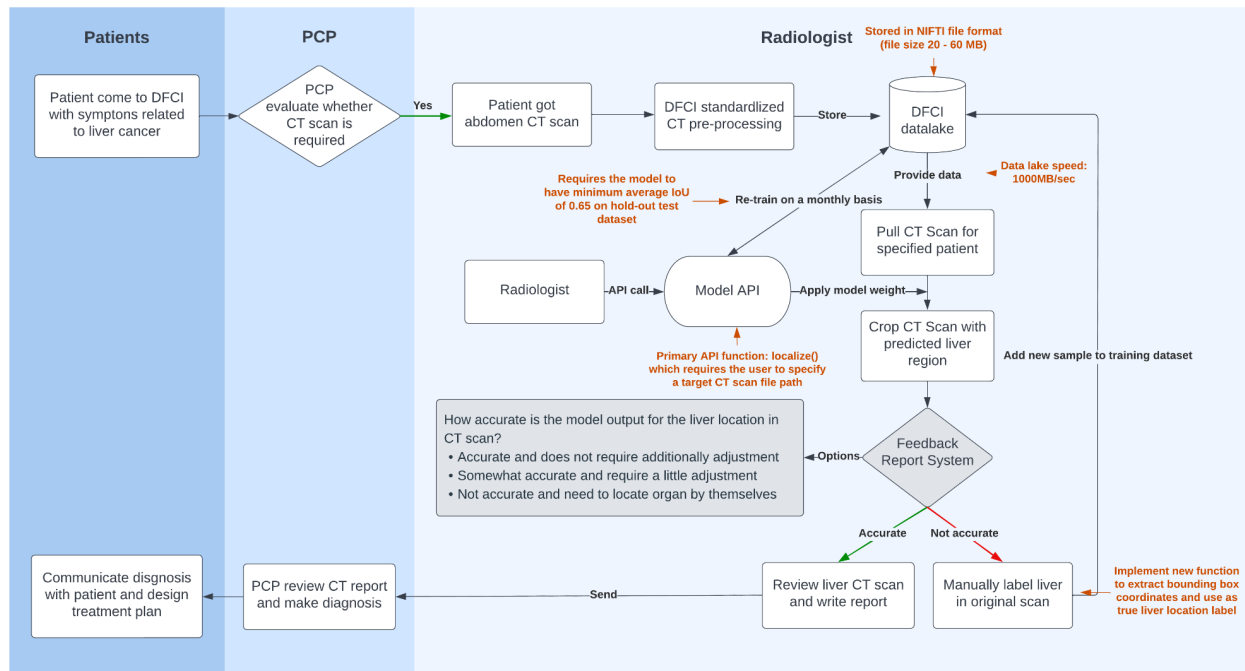 Patients
PCP
Radiologist
Stored in NIFTI file format
(file size 20 - 60 MB)
Patient come to DFCI
with symptons related
to liver cancer
PCP
evaluate whether
CT scan is
required
Yes
Patient got
abdomen CT scan
DFCI standardlized
CT pre-processing
Store
DFCI
datalake
Data lake speed:
1000MB/sec
Provide data
Requires the model to
have minimum average IoU
of 0.65 on hold-out test
dataset
Re-train on a monthly basis
Pull CT Scan for
specified patient
Radiologist
API call
Model API
Apply model weight
Crop CT Scan with
predicted liver
region
Add new sample to training dataset
Primary API function: localize()
which requires the user to specify
a target CT scan file path
How accurate is the model output for the liver location in
CT scan?
• Accurate and does not require additionally adjustment
• Somewhat accurate and require a little adjustment
• Not accurate and need to locate organ by themselves
Options
Feedback
Report System
Accurate
Not accurate
Communicate disgnosis
with patient and design
treatment plan
PCP review CT report
and make diagnosis
Send
Review liver CT scan
and write report
Manually label liver
in original scan
Implement new function
to extract bounding box
coordinates and use as
true liver location label